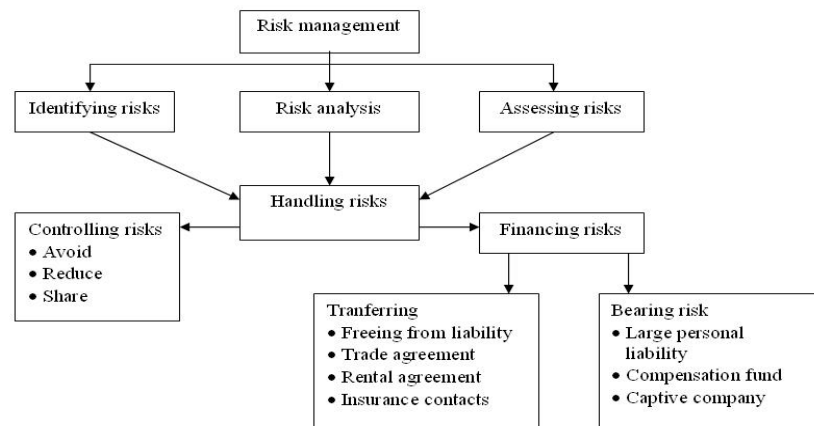 Risk management
Identifying risks
Risk analysis
Assessing risks
Handling risks
Controlling risks
• Avoid
• Reduce
• Share
Financing risks
Tranferring
• Freeing from liability
• Trade agreement
• Rental agreement
• Insurance contacts
Bearing risk
• Large personal
liability
• Compensation fund
• Captive company